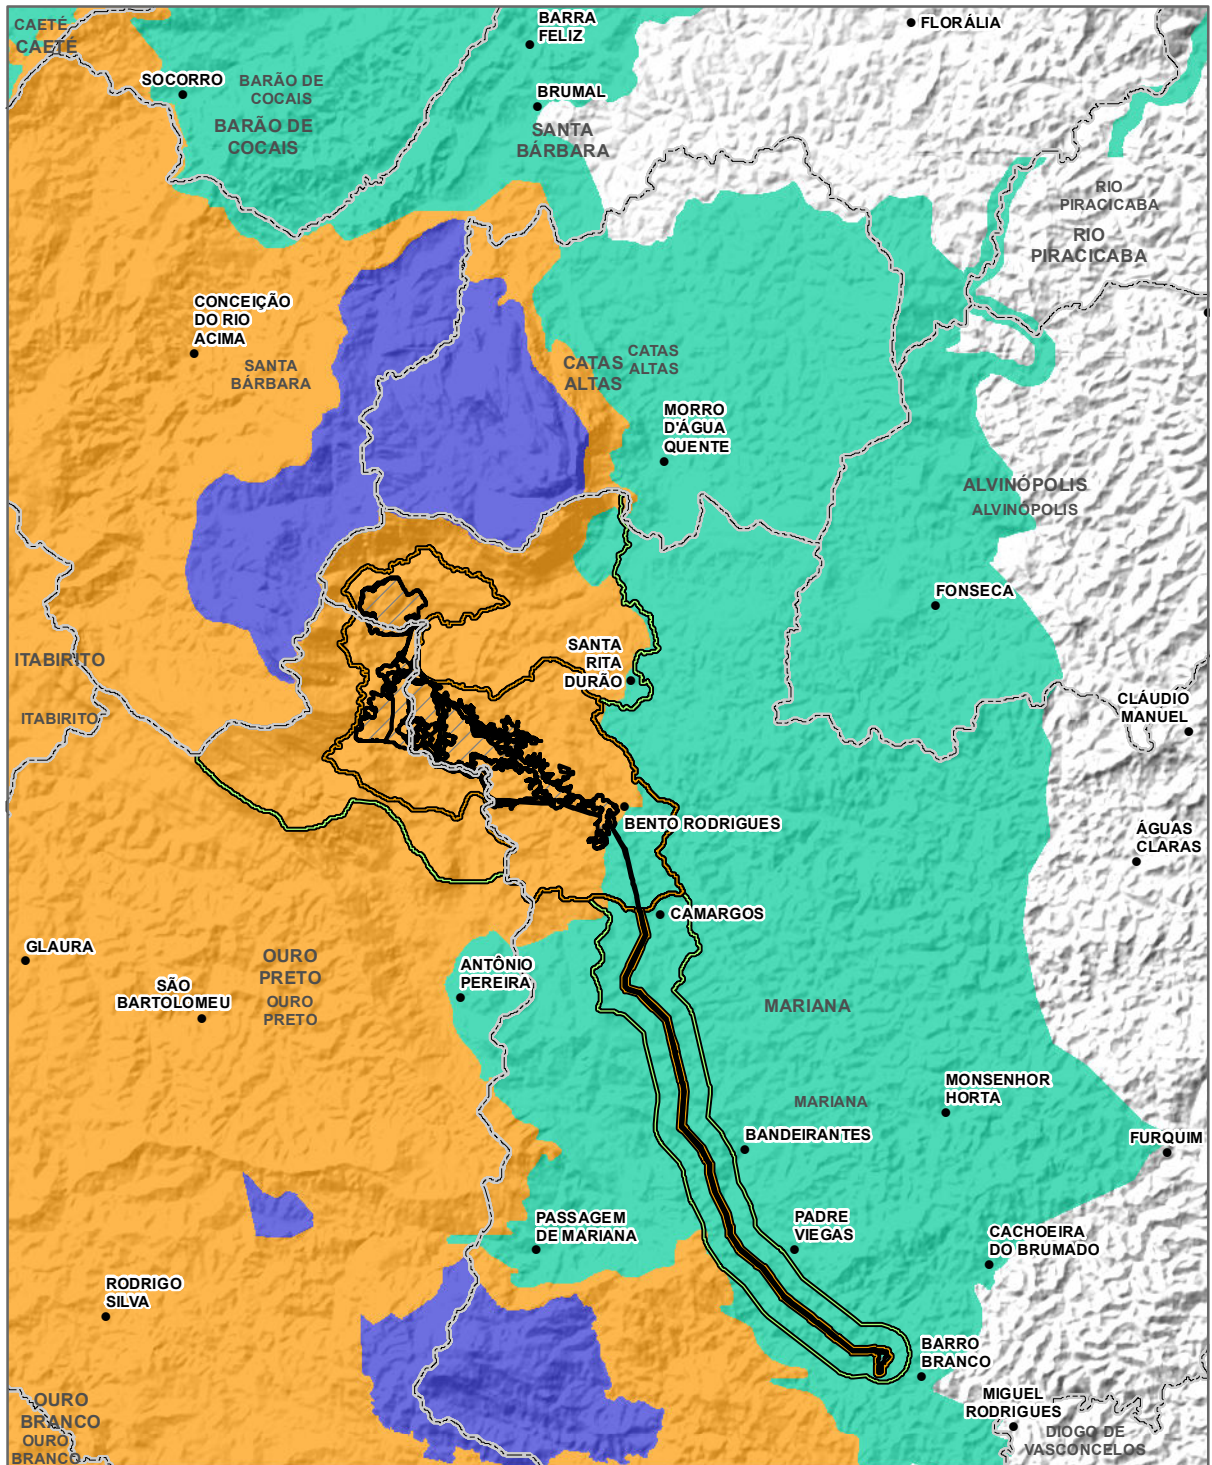 CAETÉ
CAETÉ
BARRA
FELIZ
FLORÁLIA
SOCORRO
BARÃO DE
COCAIS
BARÃO DE
COCAIS
BRUMAL
SANTA
BÁRBARA
RIO
PIRACICABA
RIO
PIRACICABA
CONCEIÇÃO
DO RIO
ACIMA
SANTA
BÁRBARA
CATAS
ALTAS
CATAS
ALTAS
MORRO
D'ÁGUA
QUENTE
ALVINÓPOLIS
ALVINÓPOLIS
FONSECA
SANTA
RITA
DURÃO
ITABIRITO
ITABIRITO
CLÁUDIO
MANUEL
BENTO RODRIGUES
ÁGUAS
CLARAS
CAMARGOS
GLAURA
OURO
PRETO
OURO
PRETO
SÃO
BARTOLOMEU
ANTÔNIO
PEREIRA
MARIANA
MARIANA
MONSENHOR
HORTA
BANDEIRANTES
FURQUIM
PASSAGEM
DE MARIANA
PADRE
VIEGAS
CACHOEIRA
DO BRUMADO
RODRIGO
SILVA
BARRO
BRANCO
MIGUEL
RODRIGUES
OURO
BRANCO
OURO
BRANCO
DIOGO DE
VASCONCELOS